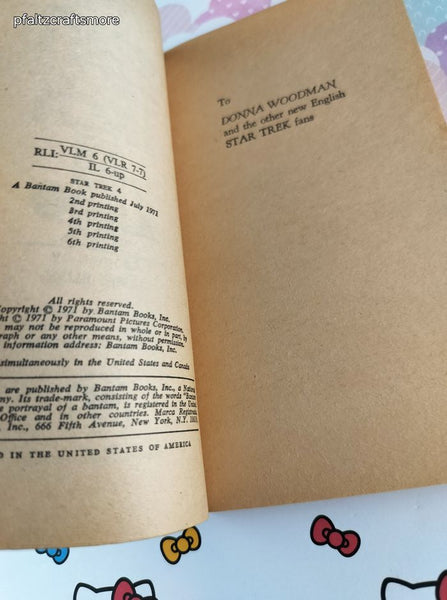 pfaltzcraftsmore
RLI: VLM 6 (VLR 7-7)
IL 6-up
STAR TREK 4
A Bantam Book published July 1971
2nd printing
3rd printing
4th printing
5th printing
6th printing
All rights reserved.
Copyright © 1971 by Bantam Books, Inc.
© 1971 by Paramount Pictures Corporation.
may not be reproduced in whole or in part, by
or any other means, without permission.
information address: Bantam Books, Inc.
simultaneously in the United States and Canada
are published by Bantam Books, Inc., a National
Its trade-mark, consisting of the words "Bantam
portrayal of a bantam, is registered in the United
Office and in other countries. Marca Registrada.
Inc., 666 Fifth Avenue, New York, N.Y.
IN THE UNITED STATES OF AMERICA
To
DONNA WOODMAN
and the other new English
STAR TREK fans